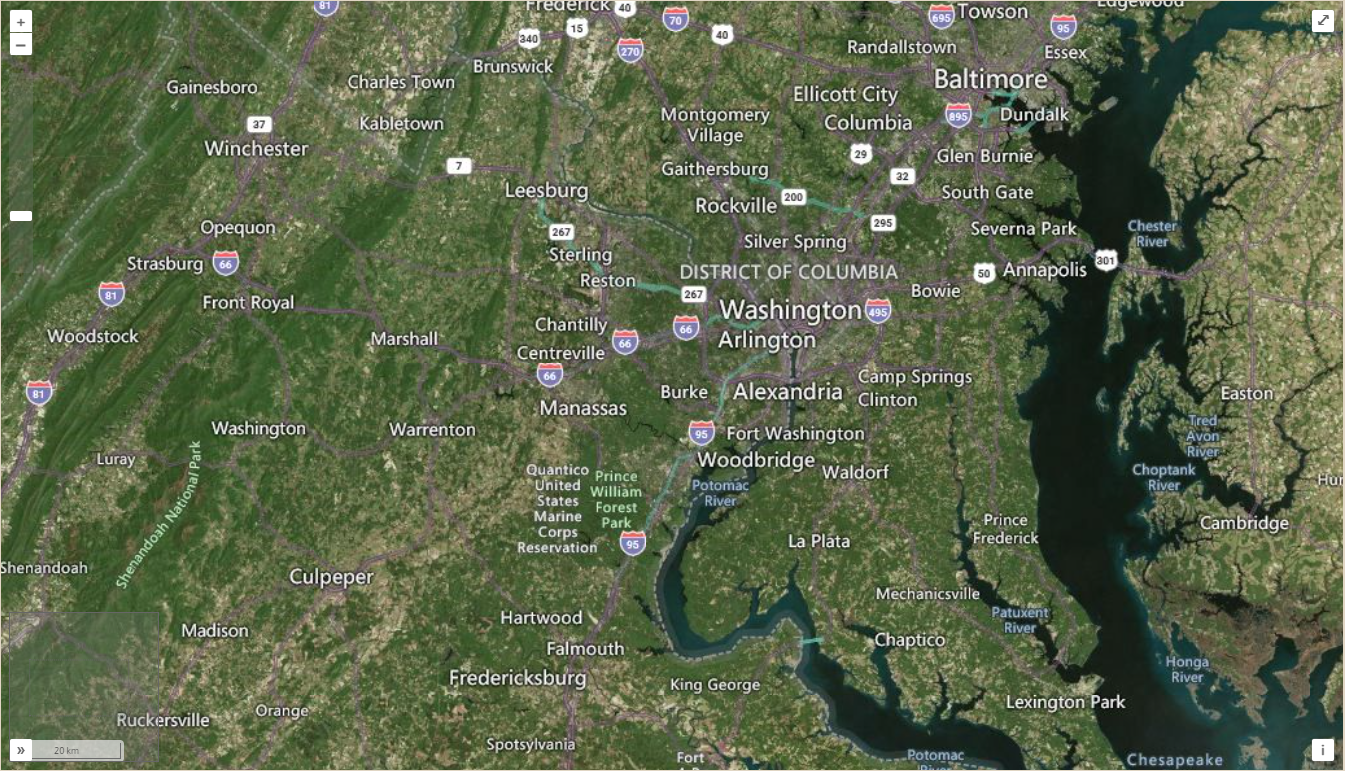 81
Frederick
40
15
70
695
Towson
Edgewood
+
−
340
270
40
95
Randallstown
Essex
Brunswick
Gainesboro
Charles Town
Baltimore
Ellicott City
37
Kabletown
Montgomery
Village
Columbia
895
Dundalk
Winchester
29
Glen Burnie
7
Gaithersburg
32
Leesburg
200
South Gate
Rockville
295
Opequon
267
Severna Park
Chester
River
Silver Spring
Sterling
Strasburg
66
301
DISTRICT OF COLUMBIA
50
Annapolis
Reston
81
267
Bowie
Front Royal
Washington
495
Chantilly
66
Woodstock
Marshall
66
Arlington
Centreville
66
81
Burke
Alexandria
Camp Springs
Clinton
Easton
Manassas
Washington
Warrenton
95
Fort Washington
Tred
Avon
River
Luray
Woodbridge
Quantico
United
States
Marine
Corps
Reservation
Prince
William
Forest
Park
Potomac
River
Waldorf
Choptank
River
Shenandoah National Park
Prince
Frederick
Cambridge
95
La Plata
Shenandoah
Culpeper
Mechanicsville
Hartwood
Patuxent
River
Madison
Chaptico
Falmouth
Honga
River
Fredericksburg
King George
Lexington Park
Ruckersville
Orange
»
20 km
Spotsylvania
Fort
Potomac
River
Chesapeake
i